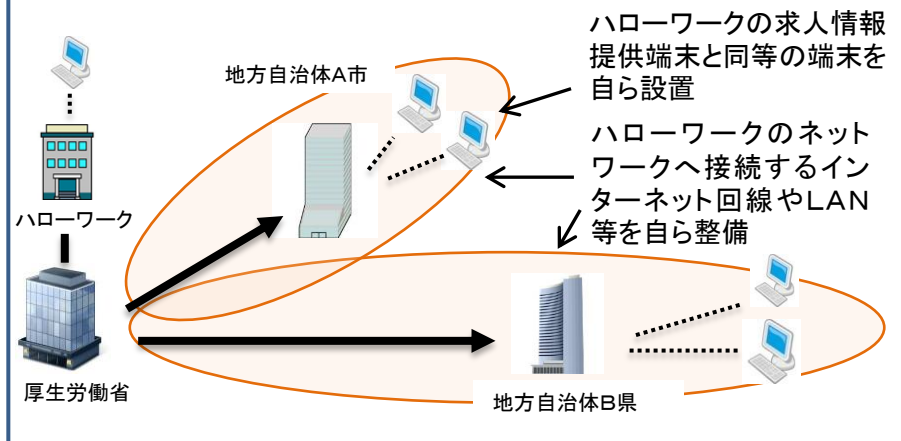 ハローワークの求人情報
提供端末と同等の端末を
自ら設置
地方自治体A市
ハローワークのネット
ワークへ接続するイン
ターネット回線やLAN
等を自ら整備
ハローワーク
厚生労働省
地方自治体B県